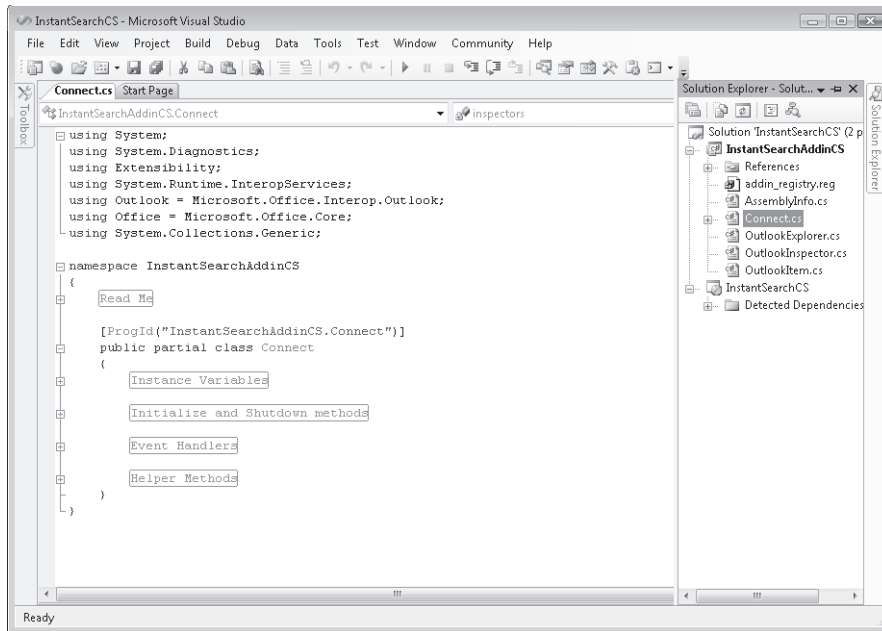 InstantSearchCS - Microsoft Visual Studio
File Edit View Project Build Debug Data Tools Test Window Community Help
Toolbox
Connect.cs Start Page
InstantSearchAddinCS.Connect
inspectors
using System;
using System.Diagnostics;
using Extensibility;
using System.Runtime.InteropServices;
using Outlook = Microsoft.Office.Interop.Outlook;
using Office = Microsoft.Office.Core;
using System.Collections.Generic;
namespace InstantSearchAddinCS
{
Read Me
[ProgId("InstantSearchAddinCS.Connect")]
public partial class Connect
{
Instance Variables
Initialize and Shutdown methods
Event Handlers
Helper Methods
}
}
Solution Explorer - Solut...
Solution 'InstantSearchCS' (2 p
InstantSearchAddinCS
References
addin_registry.reg
AssemblyInfo.cs
Connect.cs
OutlookExplorer.cs
OutlookInspector.cs
OutlookItem.cs
InstantSearchCS
Detected Dependencies
Solution Explorer
Ready